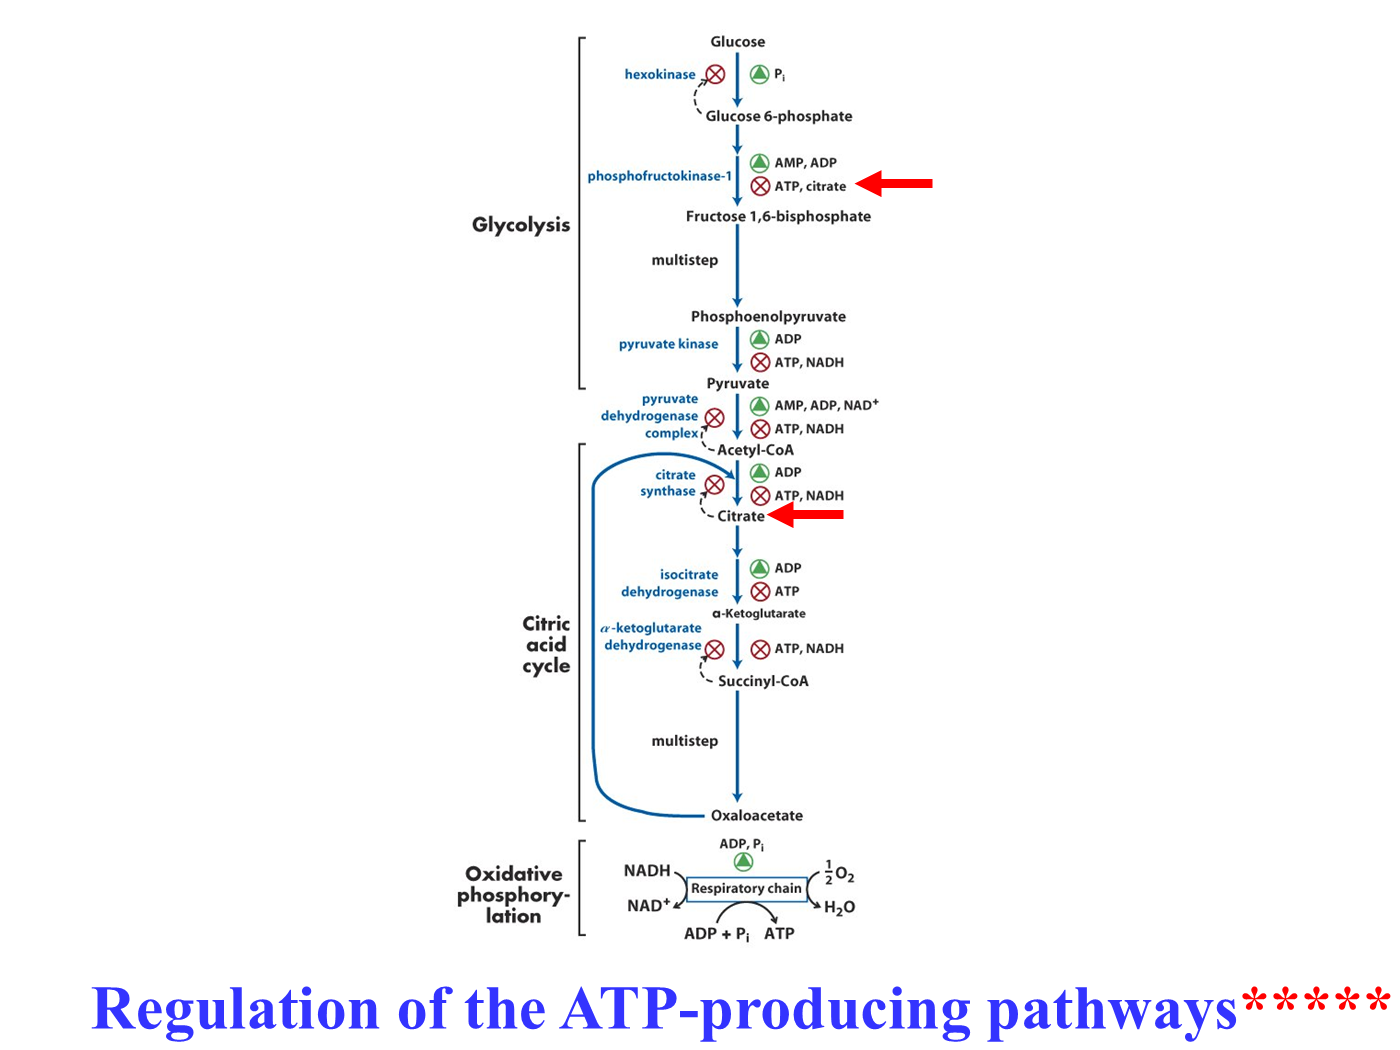 Glucose
hexokinase
Pi
Glucose 6-phosphate
AMP, ADP
phosphofructokinase-1
ATP, citrate
Fructose 1,6-bisphosphate
Glycolysis
multistep
Phosphoenolpyruvate
ADP
pyruvate kinase
ATP, NADH
Pyruvate
pyruvate
dehydrogenase
complex
AMP, ADP, NAD+
ATP, NADH
Acetyl-CoA
citrate
synthase
ADP
ATP, NADH
Citrate
isocitrate
dehydrogenase
ADP
ATP
α-Ketoglutarate
Citric
acid
cycle
α-ketoglutarate
dehydrogenase
ATP, NADH
Succinyl-CoA
multistep
Oxaloacetate
Oxidative
phosphory-
lation
ADP, Pi
NADH
Respiratory chain
1/2O2
NAD+
H2O
ADP + Pi
ATP
Regulation of the ATP-producing pathways*****